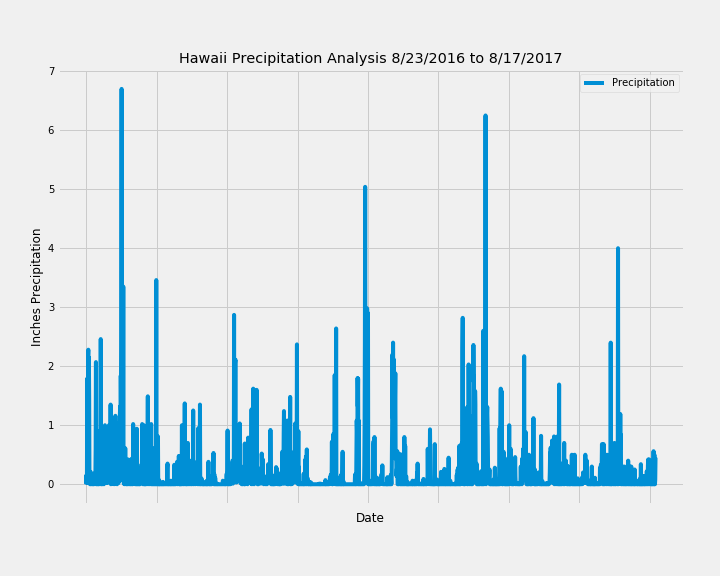 Hawaii Precipitation Analysis 8/23/2016 to 8/17/2017
Precipitation
7
6
5
4
3
2
1
0
Inches Precipitation
Date